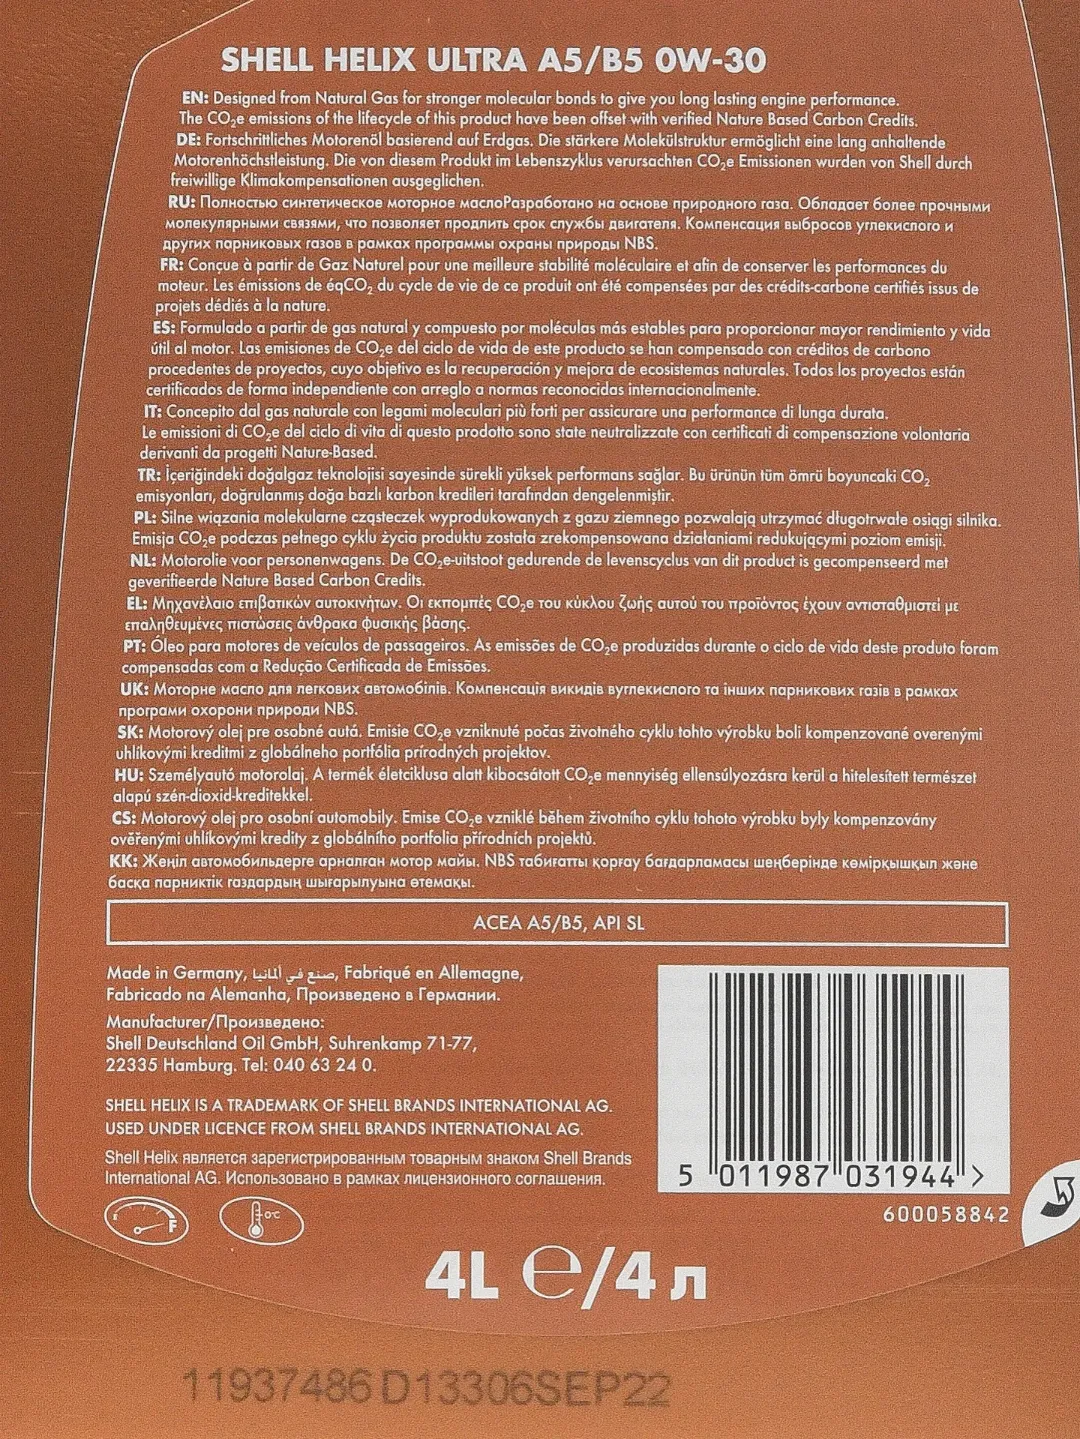 SHELL HELIX ULTRA A5/B5 0W-30
EN: Designed from Natural Gas for stronger molecular bonds to give you long lasting engine performance.
The CO₂e emissions of the lifecycle of this product have been offset with verified Nature Based Carbon Credits.
DE: Fortschrittliches Motorenöl basierend auf Erdgas. Die stärkere Molekülstruktur ermöglicht eine lang anhaltende
Motorenhöchstleistung. Die von diesem Produkt im Lebenszyklus verursachten CO₂e Emissionen wurden von Shell durch
freiwillige Klimakompensationen ausgeglichen.
RU: Полностью синтетическое моторное маслоРазработано на основе природного газа. Обладает более прочными
молекулярными связями, что позволяет продлить срок службы двигателя. Компенсация выбросов углекислого и
других парниковых газов в рамках программы охраны природы NBS.
FR: Conçue à partir de Gaz Naturel pour une meilleure stabilité moléculaire et afin de conserver les performances du
moteur. Les émissions de éqCO₂ du cycle de vie de ce produit ont été compensées par des crédits-carbone certifiés issus de
projets dédiés à la nature.
ES: Formulado a partir de gas natural y compuesto por moléculas más estables para proporcionar mayor rendimiento y vida
útil al motor. Las emisiones de CO₂e del ciclo de vida de este producto se han compensado con créditos de carbono
procedentes de proyectos, cuyo objetivo es la recuperación y mejora de ecosistemas naturales. Todos los proyectos están
certificados de forma independiente con arreglo a normas reconocidas internacionalmente.
IT: Concepito dal gas naturale con legami molecolari più forti per assicurare una performance di lunga durata.
Le emissioni di CO₂e del ciclo di vita di questo prodotto sono state neutralizzate con certificati di compensazione volontaria
derivanti da progetti Nature-Based.
TR: İçeriğindeki doğalgaz teknolojisi sayesinde sürekli yüksek performans sağlar. Bu ürünün tüm ömrü boyuncaki CO₂
emisyonları, doğrulanmış doğa bazlı karbon kredileri tarafından dengelenmiştir.
PL: Silne wiązania molekularne cząsteczek wyprodukowanych z gazu ziemnego pozwalają utrzymać długotrwałe osiągi silnika.
Emisja CO₂e podczas pełnego cyklu życia produktu została zrekompensowana działaniami redukującymi poziom emisji.
NL: Motorolie voor personenwagens. De CO₂e-uitstoot gedurende de levenscyclus van dit product is gecompenseerd met
geverifieerde Nature Based Carbon Credits.
EL: Μηχανέλαιο επιβατικών αυτοκινήτων. Οι εκπομπές CO₂e του κύκλου ζωής αυτού του προϊόντος έχουν αντισταθμιστεί με
επαληθευμένες πιστώσεις άνθρακα φυσικής βάσης.
PT: Óleo para motores de veículos de passageiros. As emissões de CO₂e produzidas durante o ciclo de vida deste produto foram
compensadas com a Redução Certificada de Emissões.
UK: Моторне масло для легкових автомобілів. Компенсація викидів вуглекислого та інших парникових газів в рамках
програми охорони природи NBS.
SK: Motorový olej pre osobné autá. Emisie CO₂e vzniknuté počas životného cyklu tohto výrobku boli kompenzované overenými
uhlíkovými kreditmi z globálneho portfólia prírodných projektov.
HU: Személyautó motorolaj. A termék életciklusa alatt kibocsátott CO₂e mennyiség ellensúlyozásra kerül a hitelesített természet
alapú szén-dioxid-kreditekkel.
CS: Motorový olej pro osobní automobily. Emise CO₂e vzniklé během životního cyklu tohoto výrobku byly kompenzovány
ověřenými uhlíkovými kredity z globálního portfolia přírodních projektů.
KK: Жеңіл автомобильдерге арналған мотор майы. NBS табиғатты қорғау бағдарламасы шеңберінде көмірқышқыл және
басқа парниктік газдардың шығарылуына өтемақы.
ACEA A5/B5, API SL
Made in Germany, صنع في ألمانيا, Fabriqué en Allemagne,
Fabricado na Alemanha, Произведено в Германии.
Manufacturer/Произведено:
Shell Deutschland Oil GmbH, Suhrenkamp 71-77,
22335 Hamburg. Tel: 040 63 24 0.
SHELL HELIX IS A TRADEMARK OF SHELL BRANDS INTERNATIONAL AG.
USED UNDER LICENCE FROM SHELL BRANDS INTERNATIONAL AG.
Shell Helix является зарегистрированным товарным знаком Shell Brands
International AG. Использовано в рамках лицензионного соглашения.
5 011987 031944 >
600058842
E F °C
4L ℮/4 л
11937486 D13306SEP22